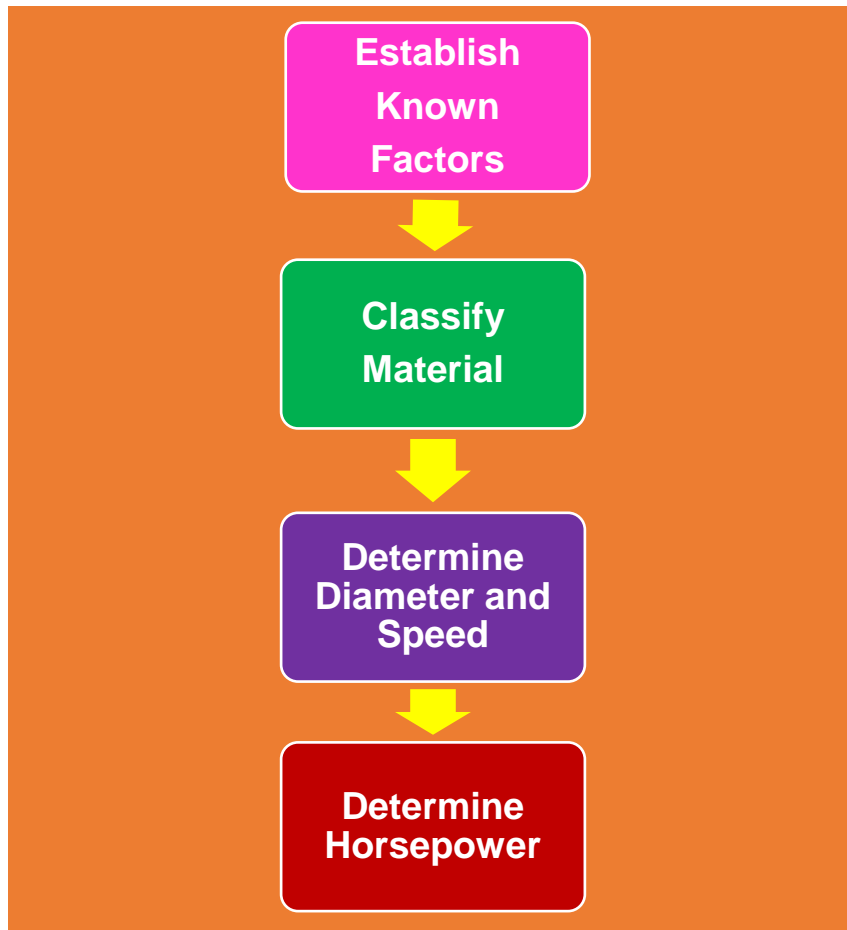 Establish
Known
Factors
Classify
Material
Determine
Diameter and
Speed
Determine
Horsepower